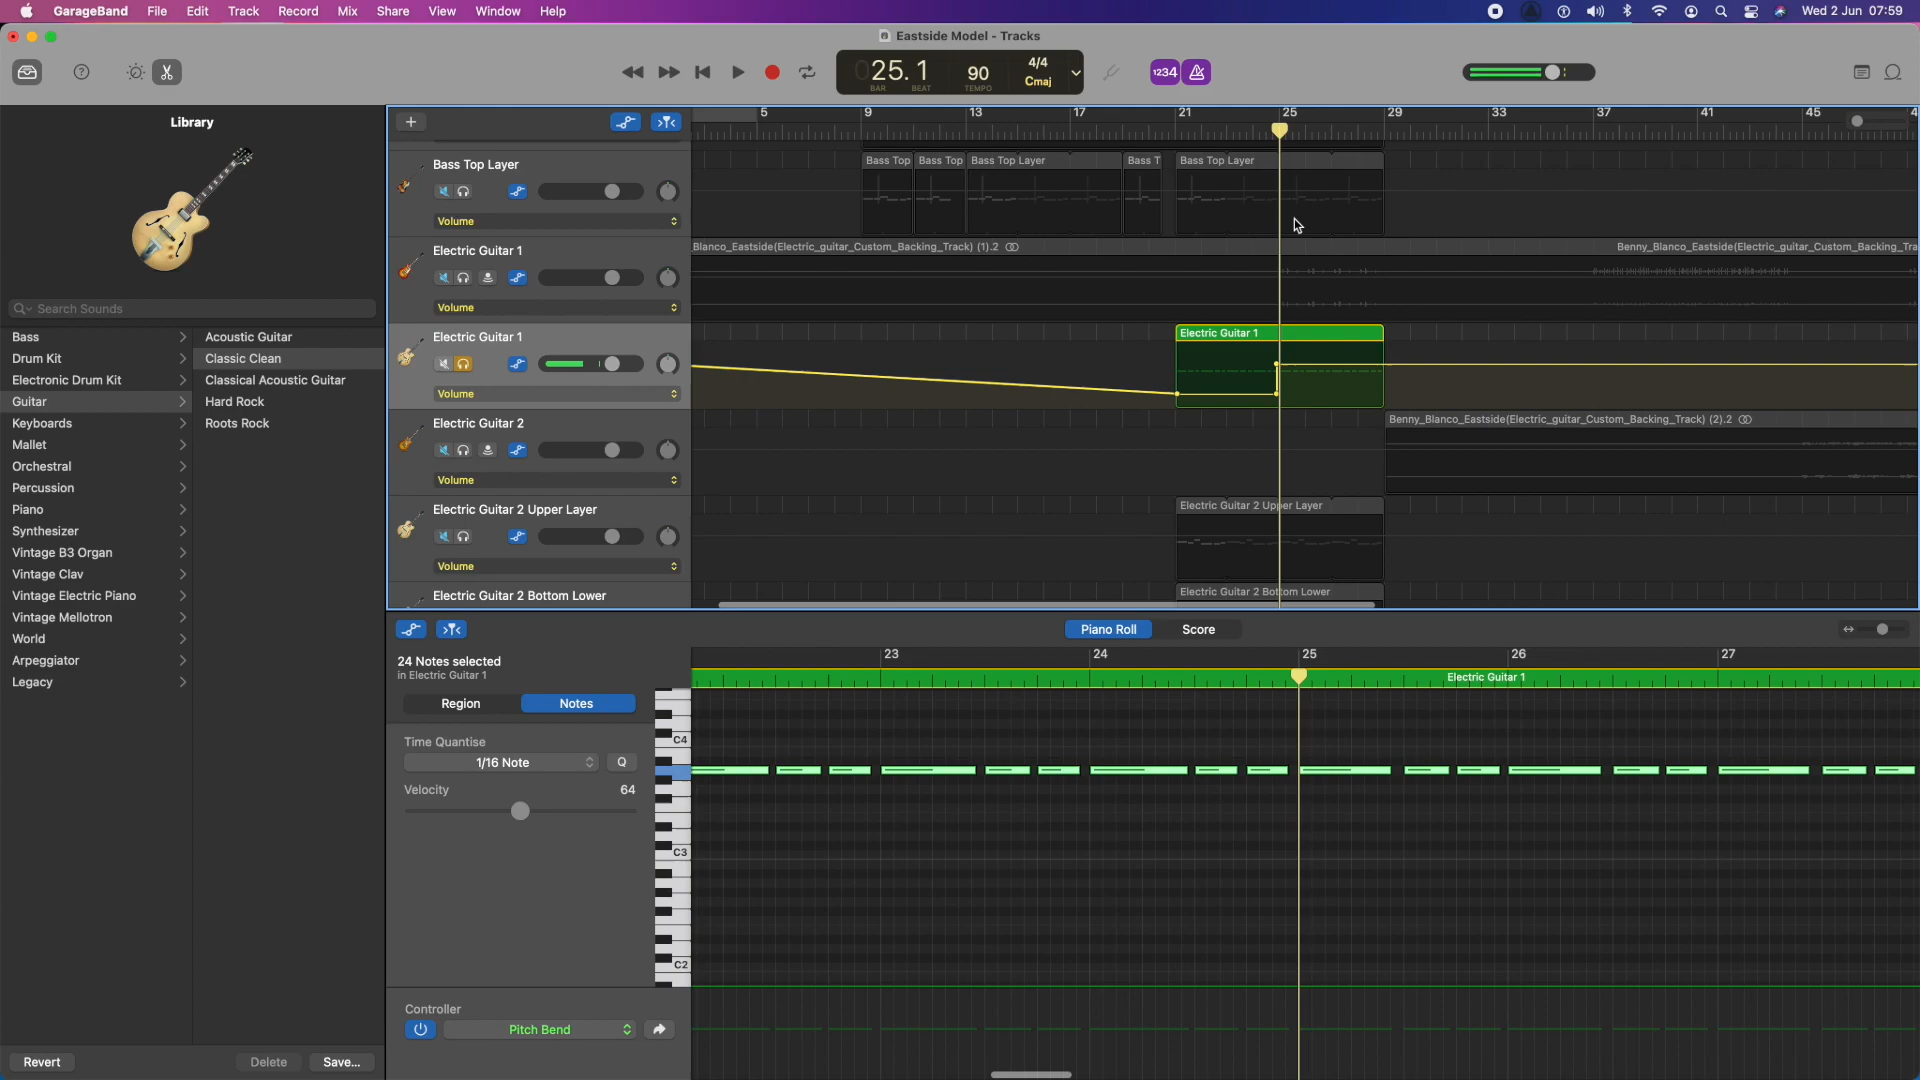 GarageBand File Edit Track Record Mix Share View Window Help
Wed 2 Jun 07:59
Eastside Model - Tracks
025. 1
BAR BEAT
90
TEMPO
4/4
Cmaj
1234
Library
Search Sounds
Bass
Drum Kit
Electronic Drum Kit
Guitar
Keyboards
Mallet
Orchestral
Percussion
Piano
Synthesizer
Vintage B3 Organ
Vintage Clav
Vintage Electric Piano
Vintage Mellotron
World
Arpeggiator
Legacy
Acoustic Guitar
Classic Clean
Classical Acoustic Guitar
Hard Rock
Roots Rock
Revert
Delete
Save...
5 9 13 17 21 25 29 33 37 41 45 4
Bass Top Layer
Volume
Bass Top
Bass Top
Bass Top Layer
Bass T
Bass Top Layer
Electric Guitar 1
Volume
Blanco_Eastside(Electric_guitar_Custom_Backing_Track) (1).2
Benny_Blanco_Eastside(Electric_guitar_Custom_Backing_Tra
Electric Guitar 1
Volume
Electric Guitar 1
Electric Guitar 2
Volume
Benny_Blanco_Eastside(Electric_guitar_Custom_Backing_Track) (2).2
Electric Guitar 2 Upper Layer
Volume
Electric Guitar 2 Upper Layer
Electric Guitar 2 Bottom Lower
Electric Guitar 2 Bottom Lower
Piano Roll
Score
24 Notes selected
in Electric Guitar 1
Region
Notes
Time Quantise
1/16 Note
Q
Velocity
64
Controller
Pitch Bend
23 24 25 26 27
Electric Guitar 1
C4
C3
C2